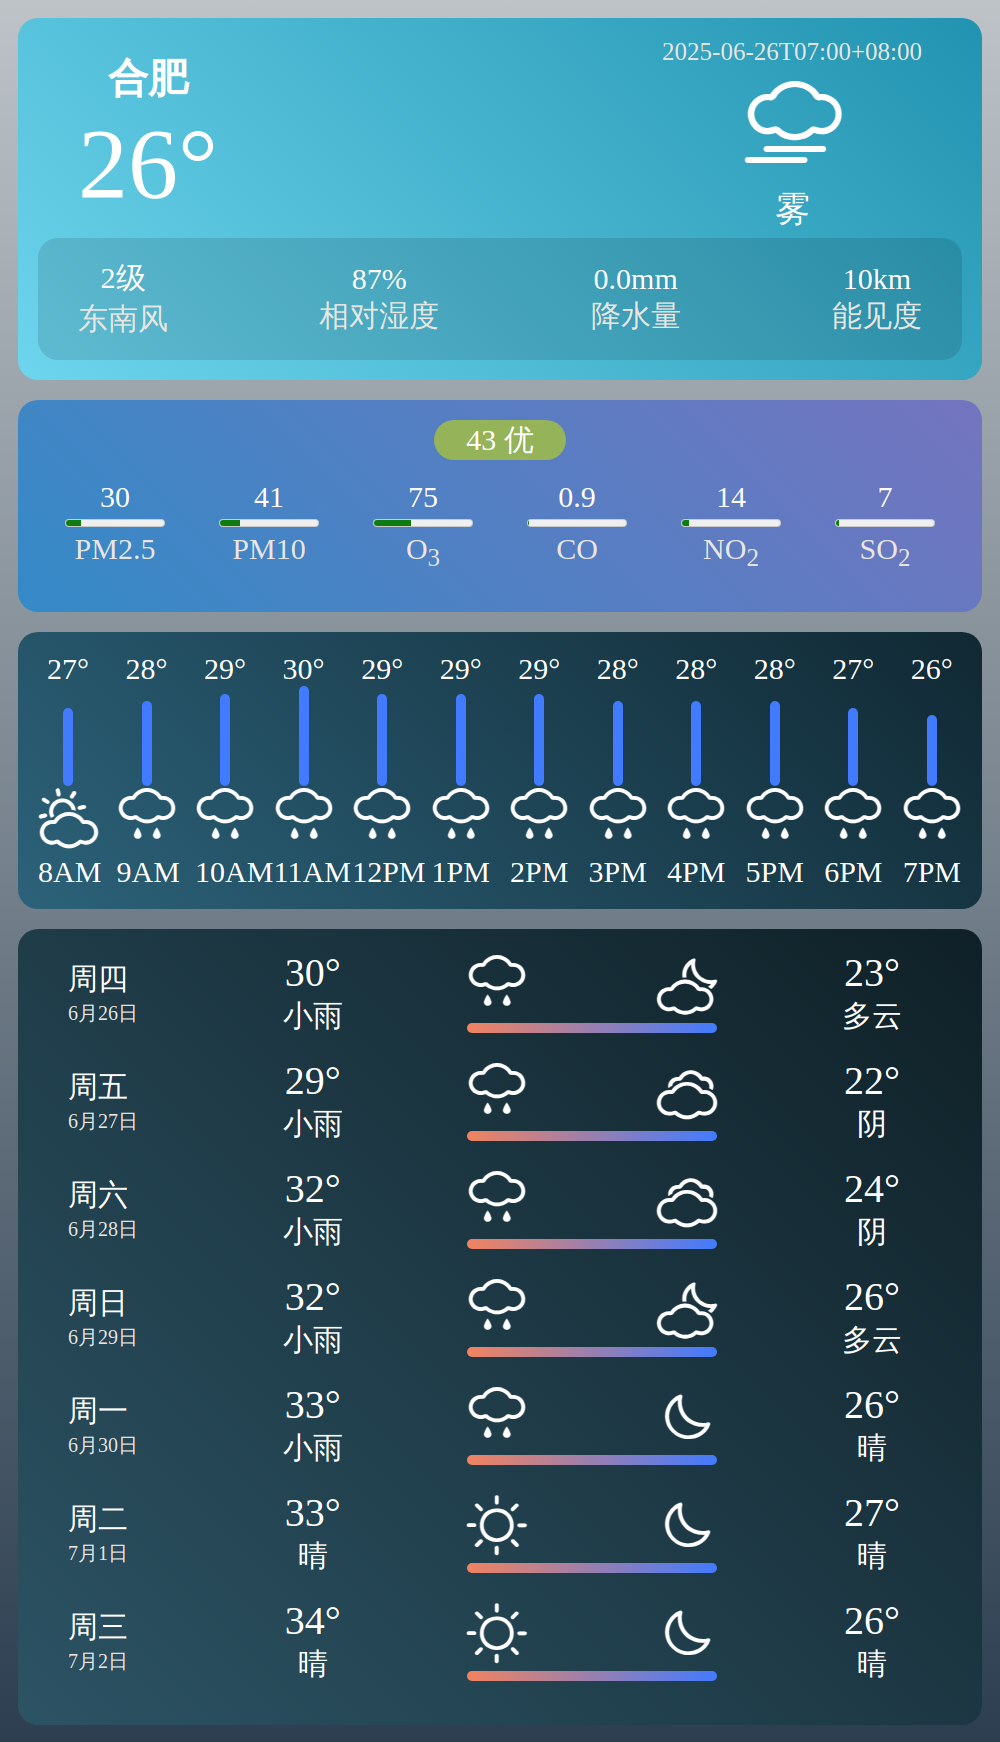 合肥
26°
2025-06-26T07:00+08:00
雾
2级 87% 0.0mm 10km
东南风 相对湿度 降水量 能见度
43 优
30 41 75 0.9 14 7
PM2.5 PM10 O3 CO NO2 SO2
27° 28° 29° 30° 29° 29° 29° 28° 28° 28° 27° 26°
8AM 9AM 10AM 11AM 12PM 1PM 2PM 3PM 4PM 5PM 6PM 7PM
周四 30° 23°
6月26日 小雨 多云
周五 29° 22°
6月27日 小雨 阴
周六 32° 24°
6月28日 小雨 阴
周日 32° 26°
6月29日 小雨 多云
周一 33° 26°
6月30日 小雨 晴
周二 33° 27°
7月1日 晴 晴
周三 34° 26°
7月2日 晴 晴